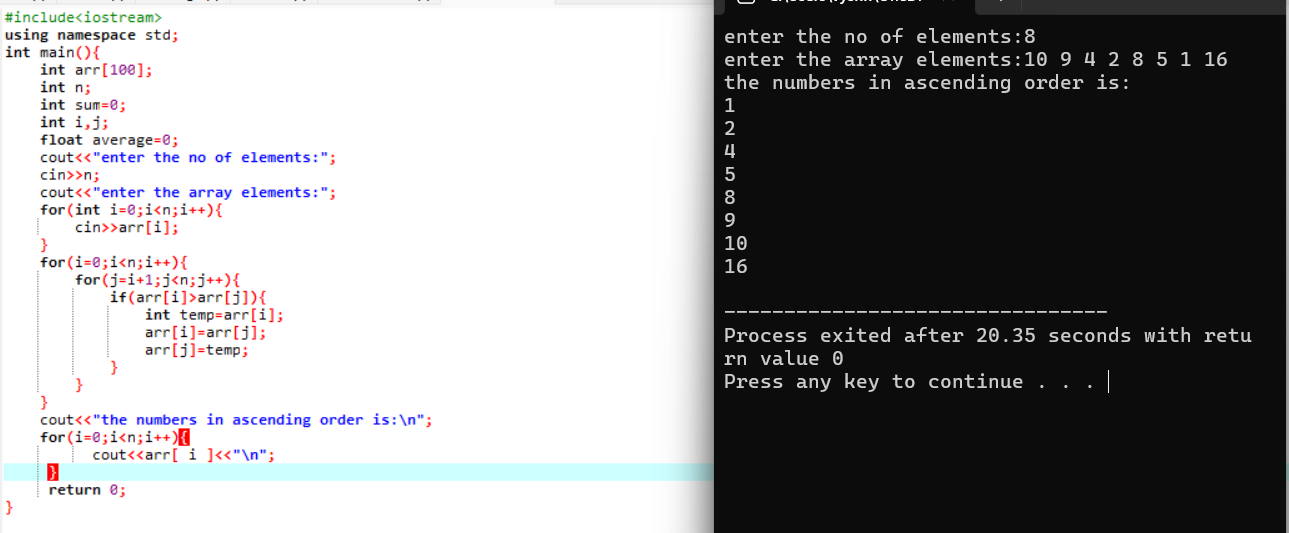 #include<iostream>
using namespace std;
int main(){
int arr[100];
int n;
int sum=0;
int i,j;
float average=0;
cout<<"enter the no of elements:";
cin>>n;
cout<<"enter the array elements:";
for(int i=0;i<n;i++){
cin>>arr[i];
}
for(i=0;i<n;i++){
for(j=i+1;j<n;j++){
if(arr[i]>arr[j]){
int temp=arr[i];
arr[i]=arr[j];
arr[j]=temp;
}
}
}
cout<<"the numbers in ascending order is:\n";
for(i=0;i<n;i++){
cout<<arr[ i ]<<"\n";
}
return 0;
}
enter the no of elements:8
enter the array elements:10 9 4 2 8 5 1 16
the numbers in ascending order is:
1
2
4
5
8
9
10
16
--------------------------------
Process exited after 20.35 seconds with retu
rn value 0
Press any key to continue . . .